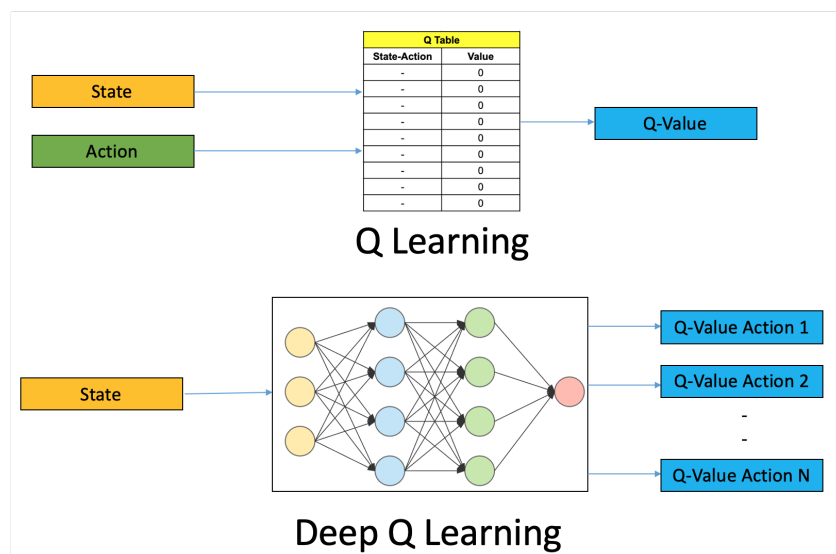 Q Table
State-Action Value
- 0
- 0
- 0
- 0
- 0
- 0
- 0
- 0
- 0
State
Action
Q-Value
Q Learning
State
Q-Value Action 1
Q-Value Action 2
-
-
Q-Value Action N
Deep Q Learning